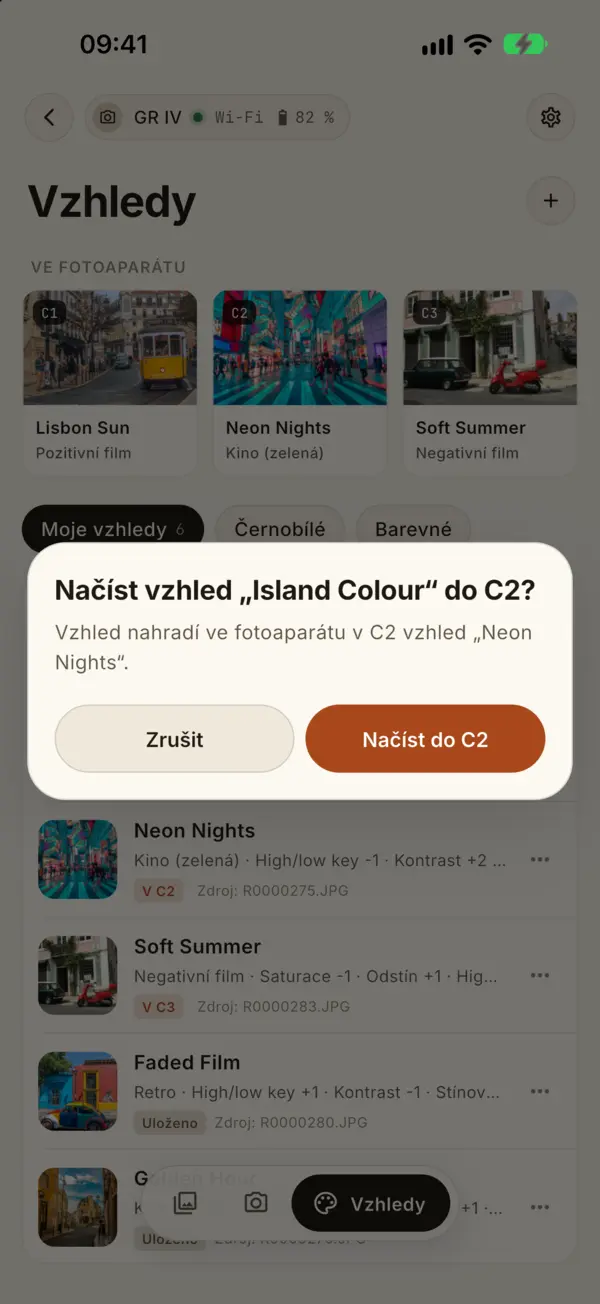 09:41
GR IV Wi-Fi 82 %
Vzhledy
VE FOTOAPARÁTU
C1
C2
C3
Lisbon Sun
Pozitivní film
Neon Nights
Kino (zelená)
Soft Summer
Negativní film
Moje vzhledy 6
Černobílé
Barevné
Načíst vzhled „Island Colour“ do C2?
Vzhled nahradí ve fotoaparátu v C2 vzhled „Neon
Nights“.
Zrušit
Načíst do C2
Neon Nights
Kino (zelená) · High/low key -1 · Kontrast +2 ...
V C2 Zdroj: R0000275.JPG
Soft Summer
Negativní film · Saturace -1 · Odstín +1 · Hig...
V C3 Zdroj: R0000283.JPG
Faded Film
Retro · High/low key +1 · Kontrast -1 · Stínov...
Uloženo Zdroj: R0000280.JPG
Golden Hour
+1 ·...
Vzhledy
Uloženo